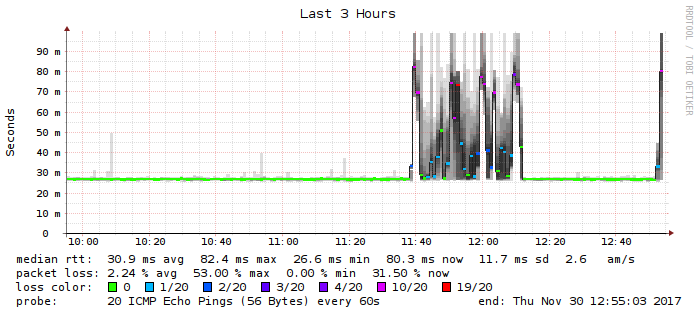 Last 3 Hours
RRDTOOL / TOBI OETIKER
Seconds
90 m
80 m
70 m
60 m
50 m
40 m
30 m
20 m
10 m
0
10:00 10:20 10:40 11:00 11:20 11:40 12:00 12:20 12:40
median rtt: 30.9 ms avg 82.4 ms max 26.6 ms min 80.3 ms now 11.7 ms sd 2.6 am/s
packet loss: 2.24 % avg 53.00 % max 0.00 % min 31.50 % now
loss color: 0 1/20 2/20 3/20 4/20 10/20 19/20
probe: 20 ICMP Echo Pings (56 Bytes) every 60s end: Thu Nov 30 12:55:03 2017